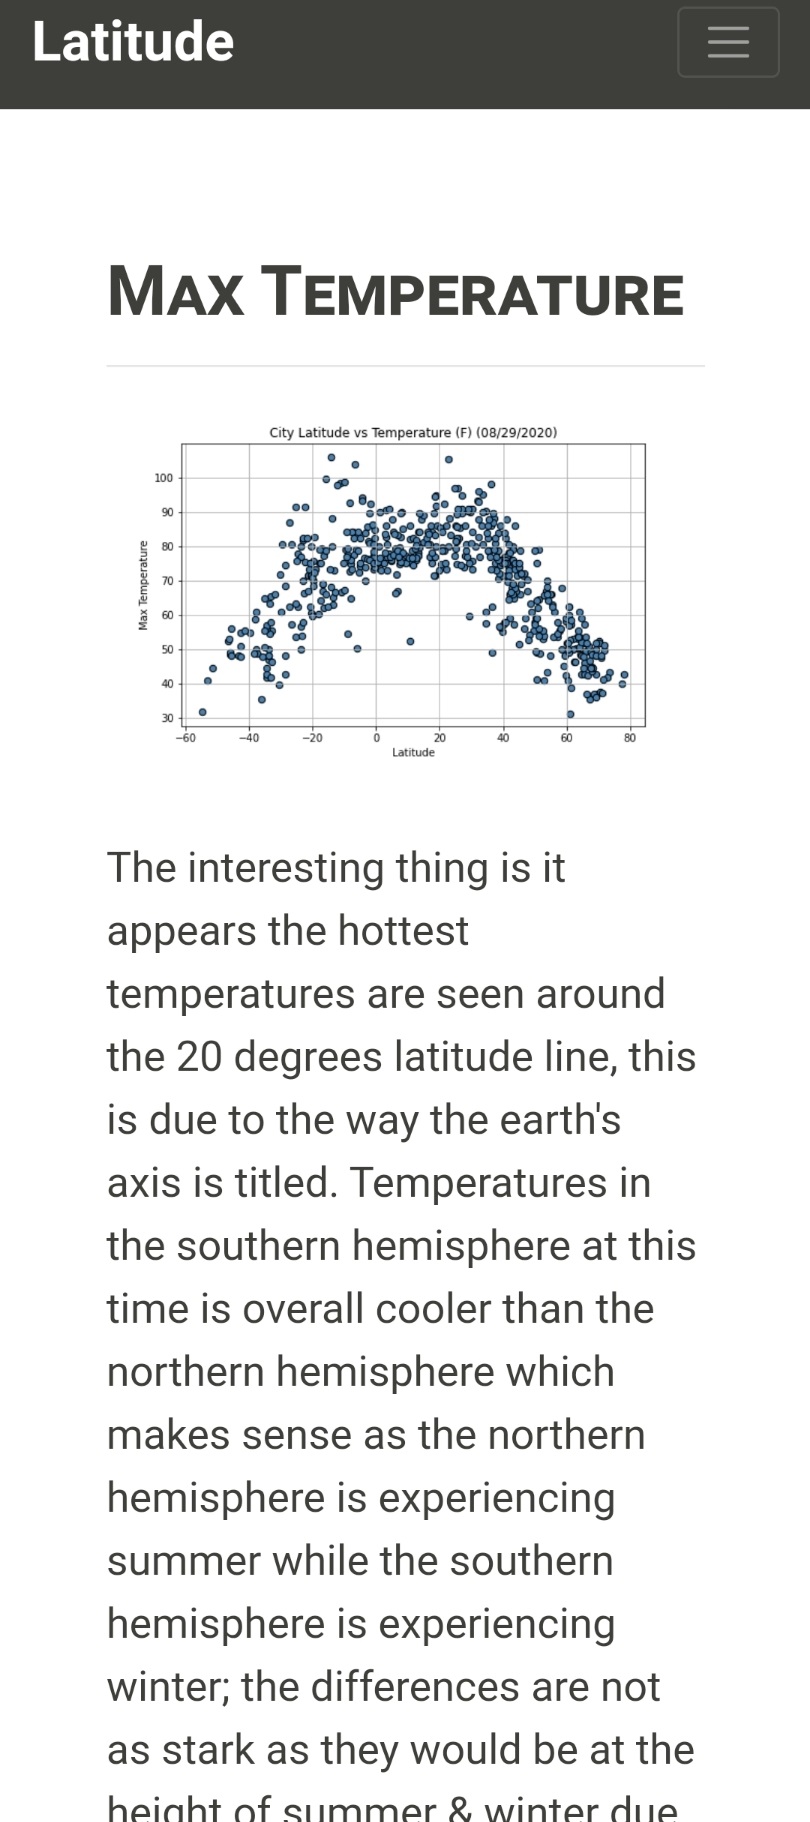 Latitude
MAX TEMPERATURE
City Latitude vs Temperature (F) (08/29/2020)
100
90
80
70
60
50
40
30
Max Temperature
−60 −40 −20 0 20 40 60 80
Latitude
The interesting thing is it
appears the hottest
temperatures are seen around
the 20 degrees latitude line, this
is due to the way the earth's
axis is titled. Temperatures in
the southern hemisphere at this
time is overall cooler than the
northern hemisphere which
makes sense as the northern
hemisphere is experiencing
summer while the southern
hemisphere is experiencing
winter; the differences are not
as stark as they would be at the
height of summer & winter due